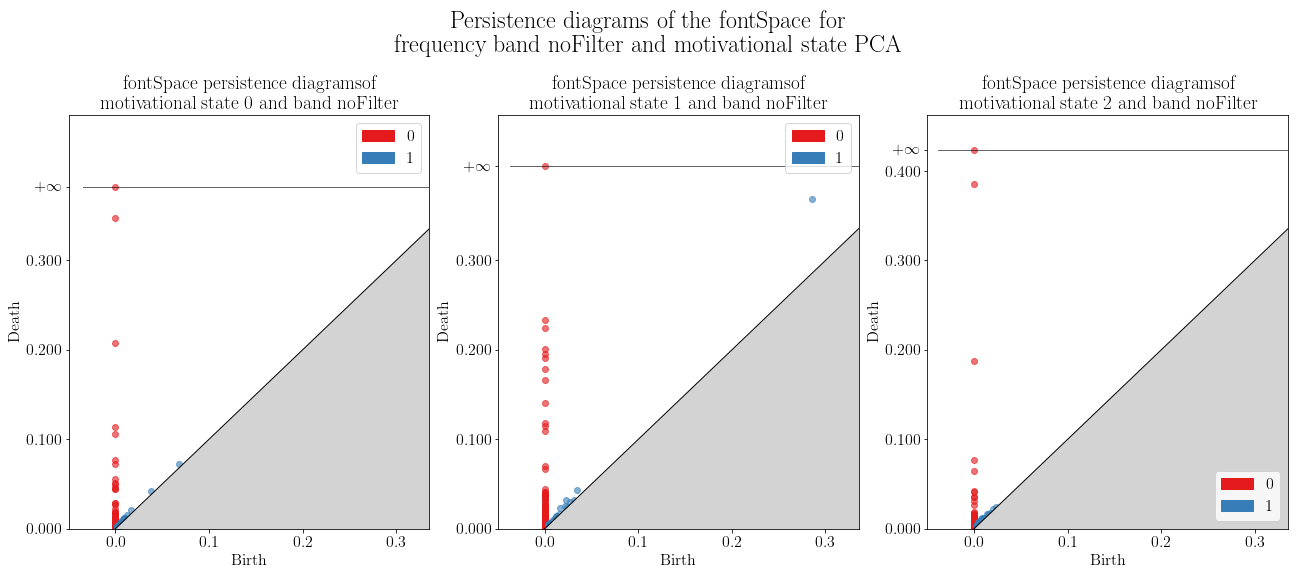 Persistence diagrams of the fontSpace for
frequency band noFilter and motivational state PCA
fontSpace persistence diagramsof
motivational state 0 and band noFilter
0
1
+∞
0.300
0.200
0.100
0.000
Death
0.0
0.1
0.2
0.3
Birth
fontSpace persistence diagramsof
motivational state 1 and band noFilter
0
1
+∞
0.300
0.200
0.100
0.000
Death
0.0
0.1
0.2
0.3
Birth
fontSpace persistence diagramsof
motivational state 2 and band noFilter
+∞
0.400
0.300
0.200
0.100
0.000
Death
0
1
0.0
0.1
0.2
0.3
Birth